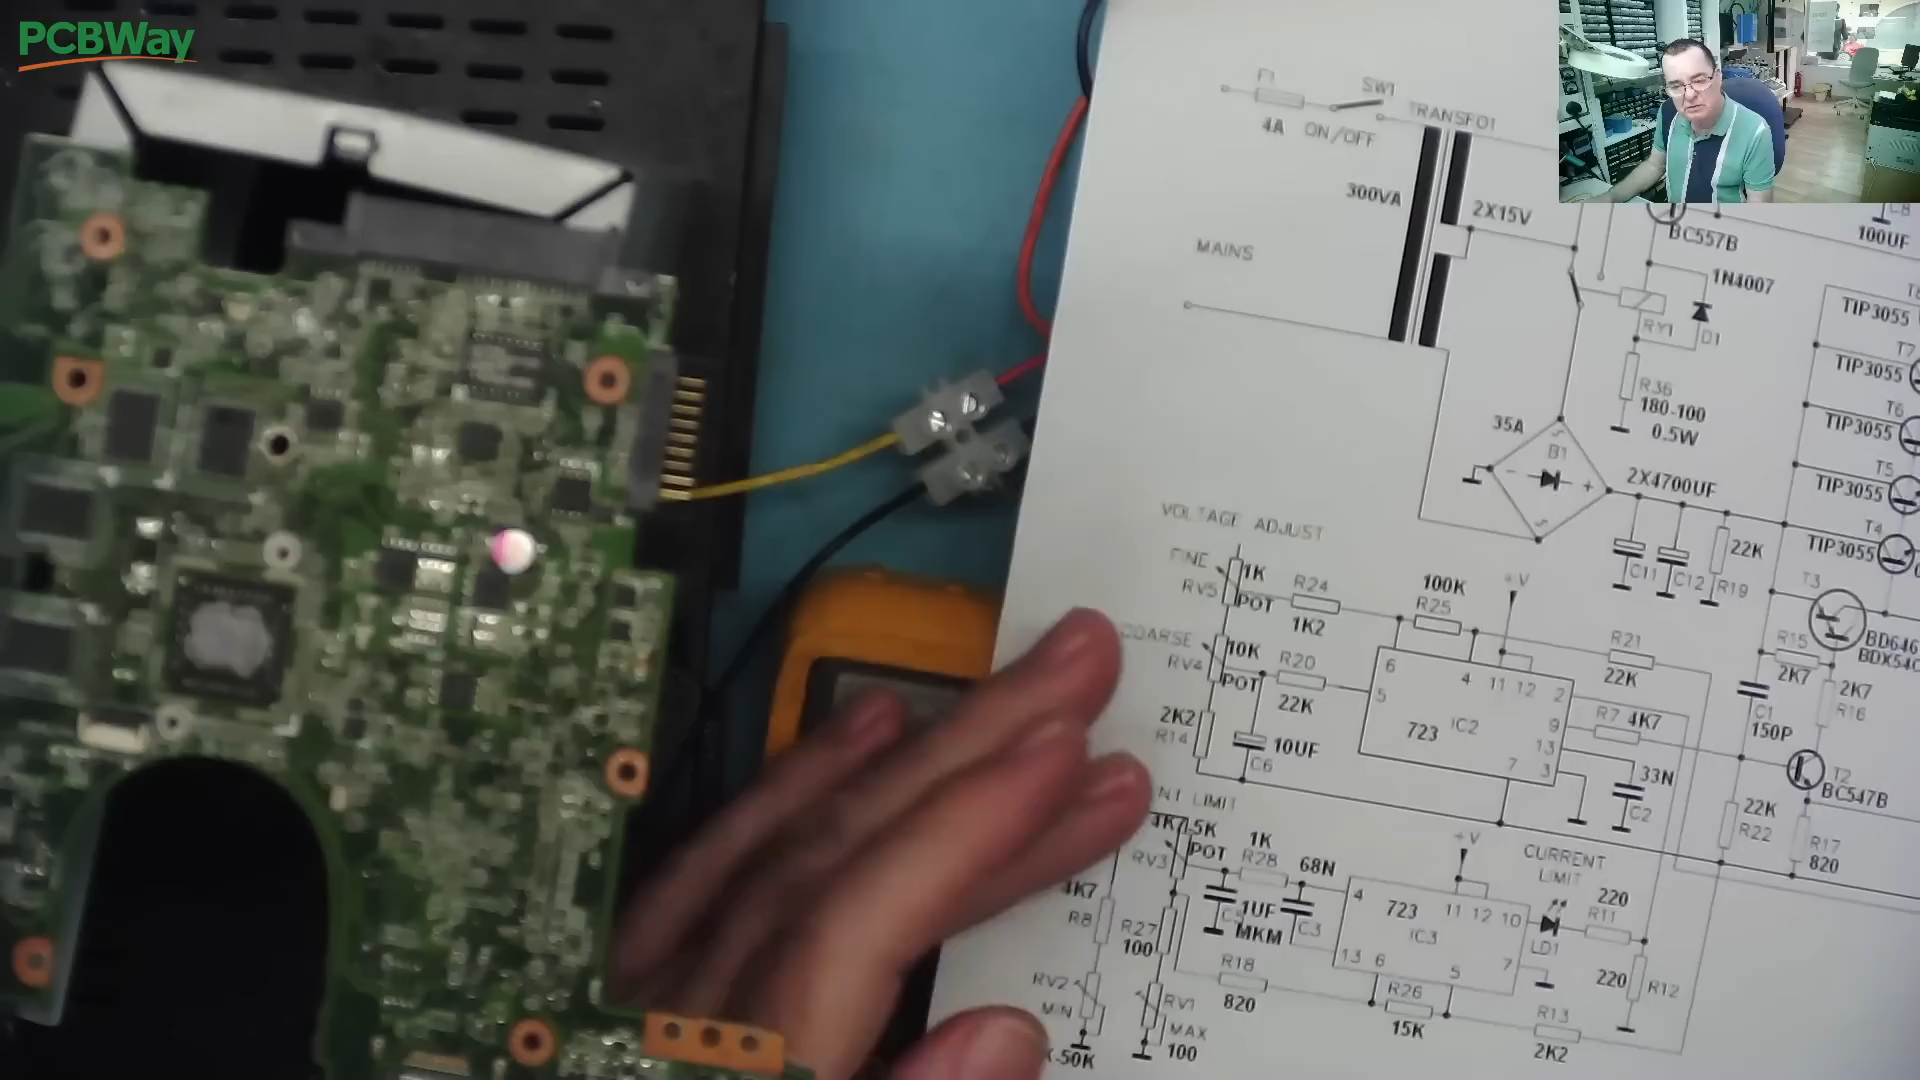 PCBWay
F1
SW1
4A
ON/OFF
TRANSFO1
300VA
2X15V
MAINS
BC557B
100UF
1N4007
RY1
D1
R36
180-100
0.5W
TIP3055
T7
TIP3055
T6
TIP3055
T5
TIP3055
T4
TIP3055
35A
B1
2X4700UF
C11
C12
22K
R19
T3
BD646
R15
2K7
2K7
R16
C1
150P
T2
BC547B
VOLTAGE ADJUST
FINE
1K
RV5
POT
R24
1K2
100K
R25
+V
COARSE
10K
RV4
POT
R20
22K
R21
22K
6
4
11
12
2
5
9
R7
4K7
723
IC2
13
7
3
2K2
R14
10UF
C6
33N
C2
22K
R22
R17
820
LIMIT
RV3
POT
1K
R28
68N
+V
CURRENT
LIMIT
4K7
R8
R27
100
1UF
MKM
C3
4
723
IC3
11
12
10
LD1
220
R11
13
6
5
7
R18
820
R26
15K
220
R12
R13
2K2
RV2
MIN
RV1
MAX
100